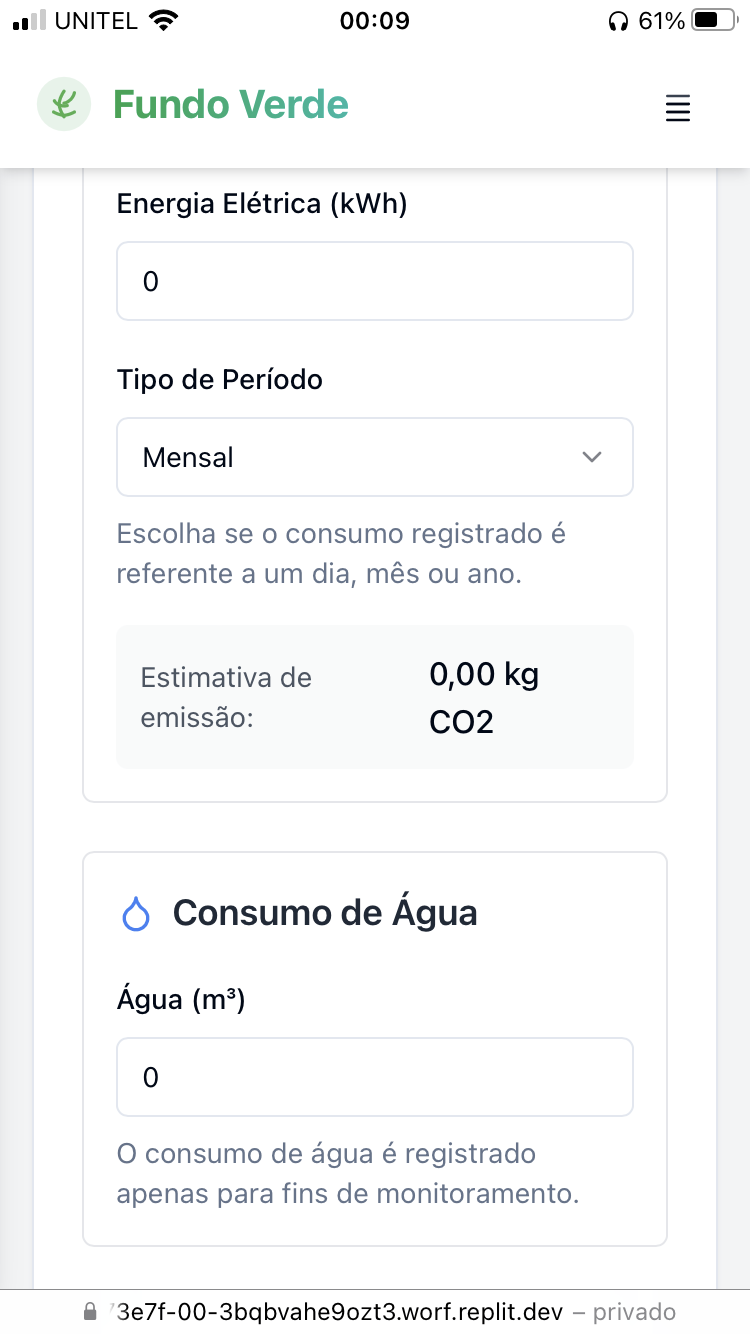 UNITEL 00:09 61%
Fundo Verde
Energia Elétrica (kWh)
0
Tipo de Período
Mensal
Escolha se o consumo registrado é
referente a um dia, mês ou ano.
Estimativa de
emissão:
0,00 kg
CO2
Consumo de Água
Água (m³)
0
O consumo de água é registrado
apenas para fins de monitoramento.
3e7f-00-3bqbvahe9ozt3.worf.replit.dev – privado